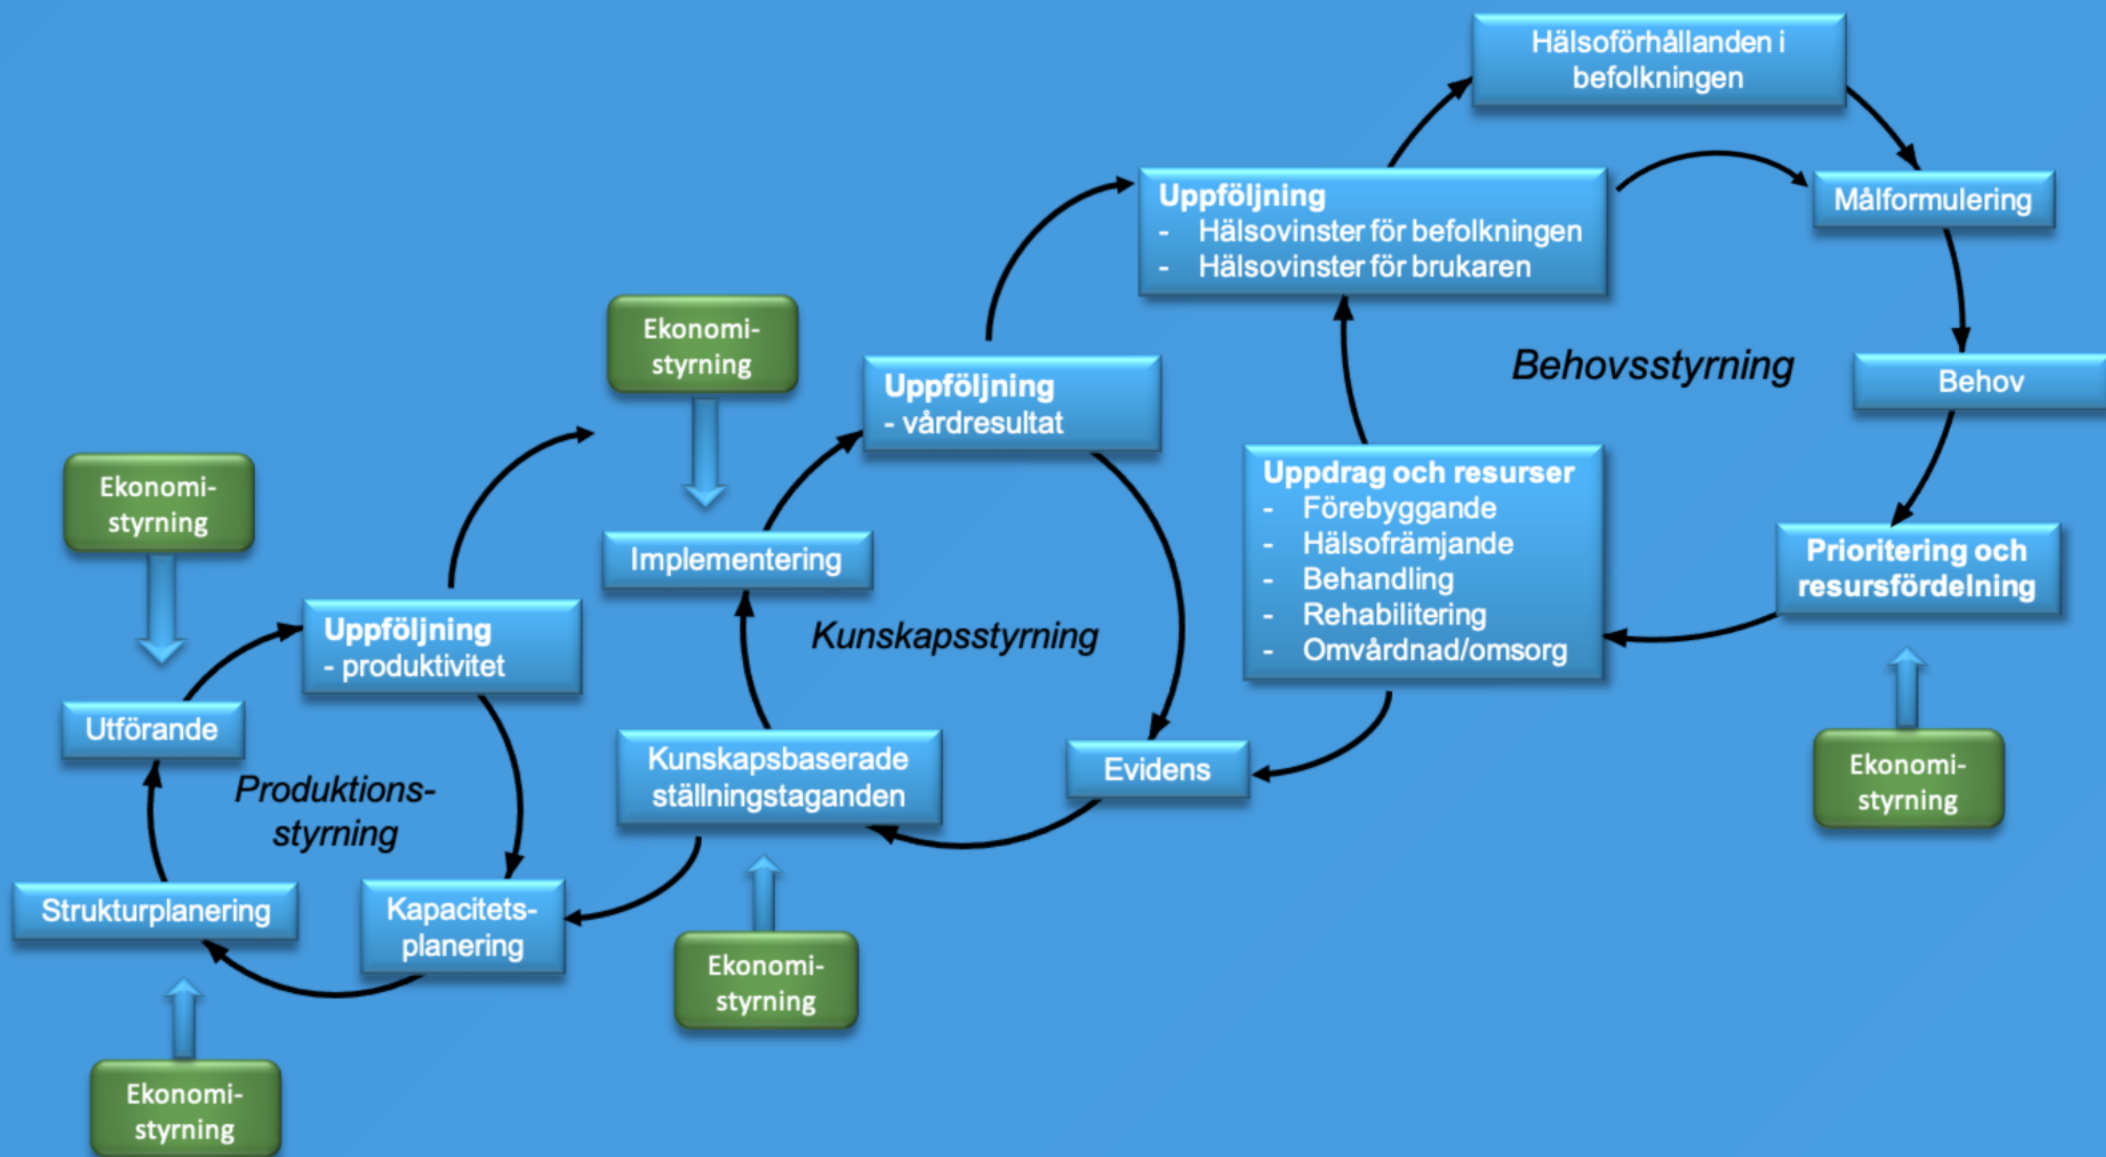 Hälsoförhållanden i
befolkningen
Uppföljning
- Hälsovinster för befolkningen
- Hälsovinster för brukaren
Målformulering
Ekonomi-
styrning
Uppföljning
- vårdresultat
Behovsstyrning
Behov
Ekonomi-
styrning
Uppdrag och resurser
- Förebyggande
- Hälsofrämjande
- Behandling
- Rehabilitering
- Omvårdnad/omsorg
Implementering
Prioritering och
resursfördelning
Uppföljning
- produktivitet
Kunskapsstyrning
Utförande
Kunskapsbaserade
ställningstaganden
Evidens
Ekonomi-
styrning
Produktions-
styrning
Strukturplanering
Kapacitets-
planering
Ekonomi-
styrning
Ekonomi-
styrning